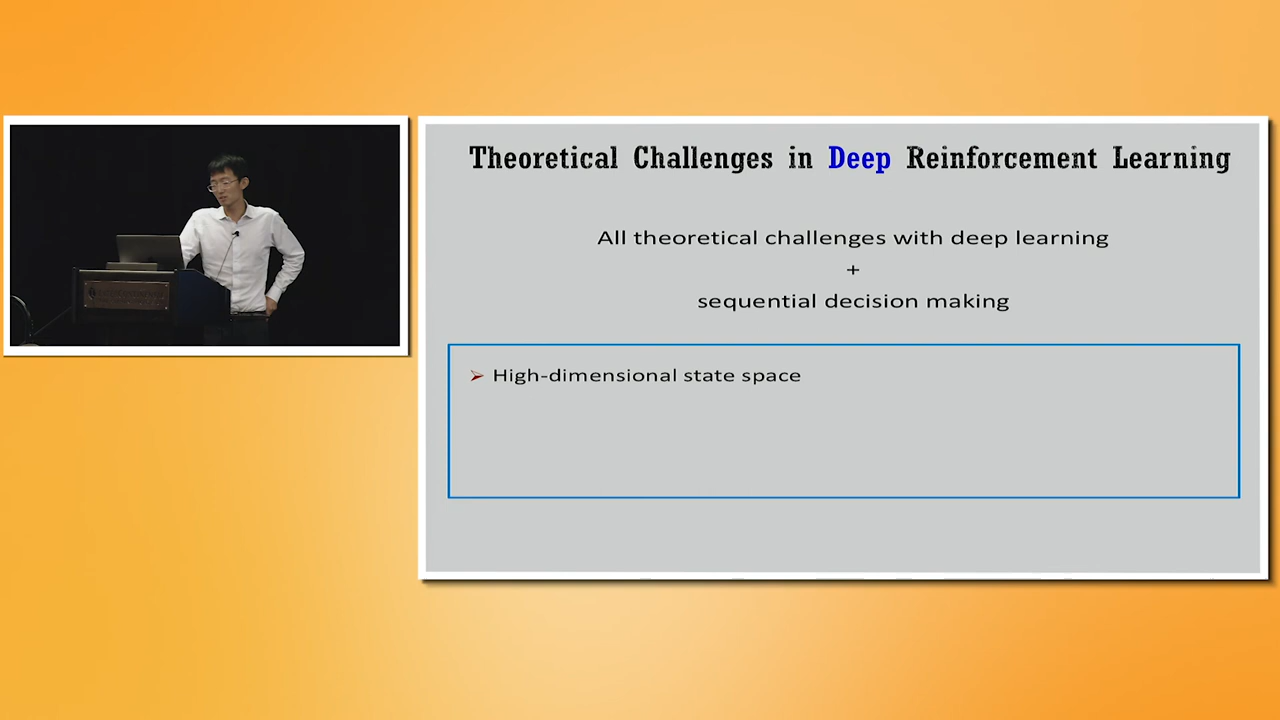 Theoretical Challenges in Deep Reinforcement Learning
All theoretical challenges with deep learning
+
sequential decision making
➢ High-dimensional state space